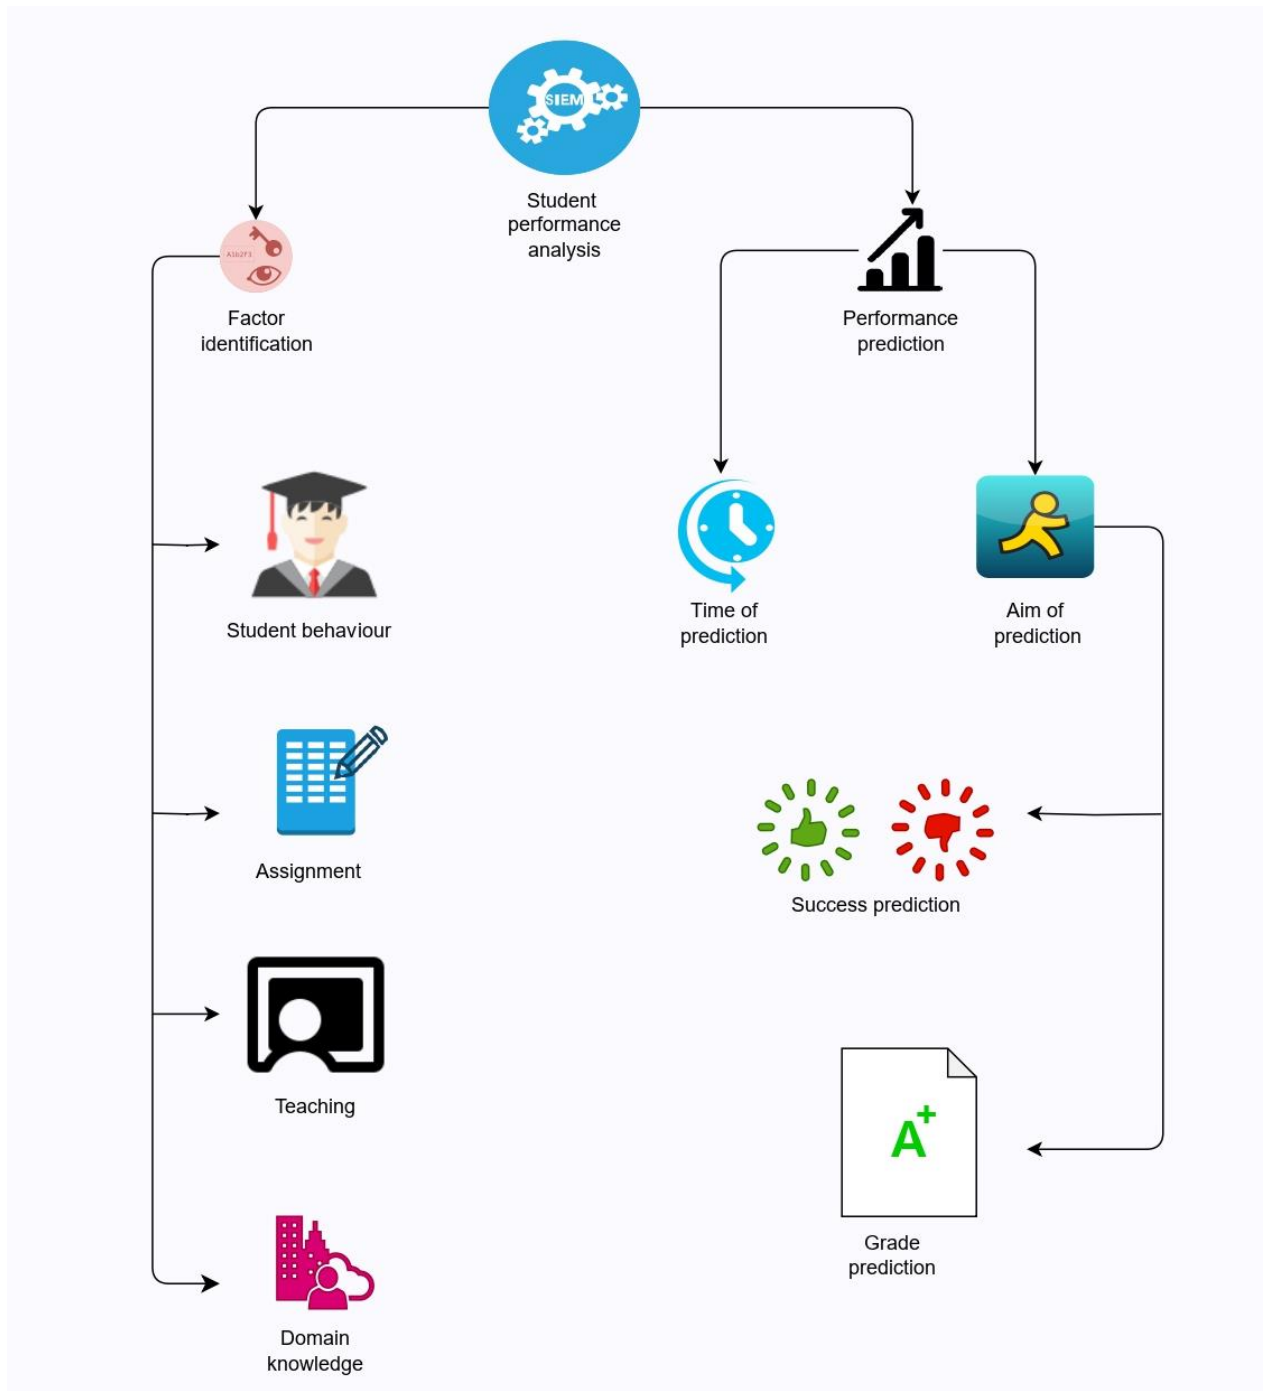 SIEM
Student
performance
analysis
A1b2F3
Factor
identification
Performance
prediction
Student behaviour
Time of
prediction
Aim of
prediction
Assignment
Success prediction
Teaching
A+
Grade
prediction
Domain
knowledge